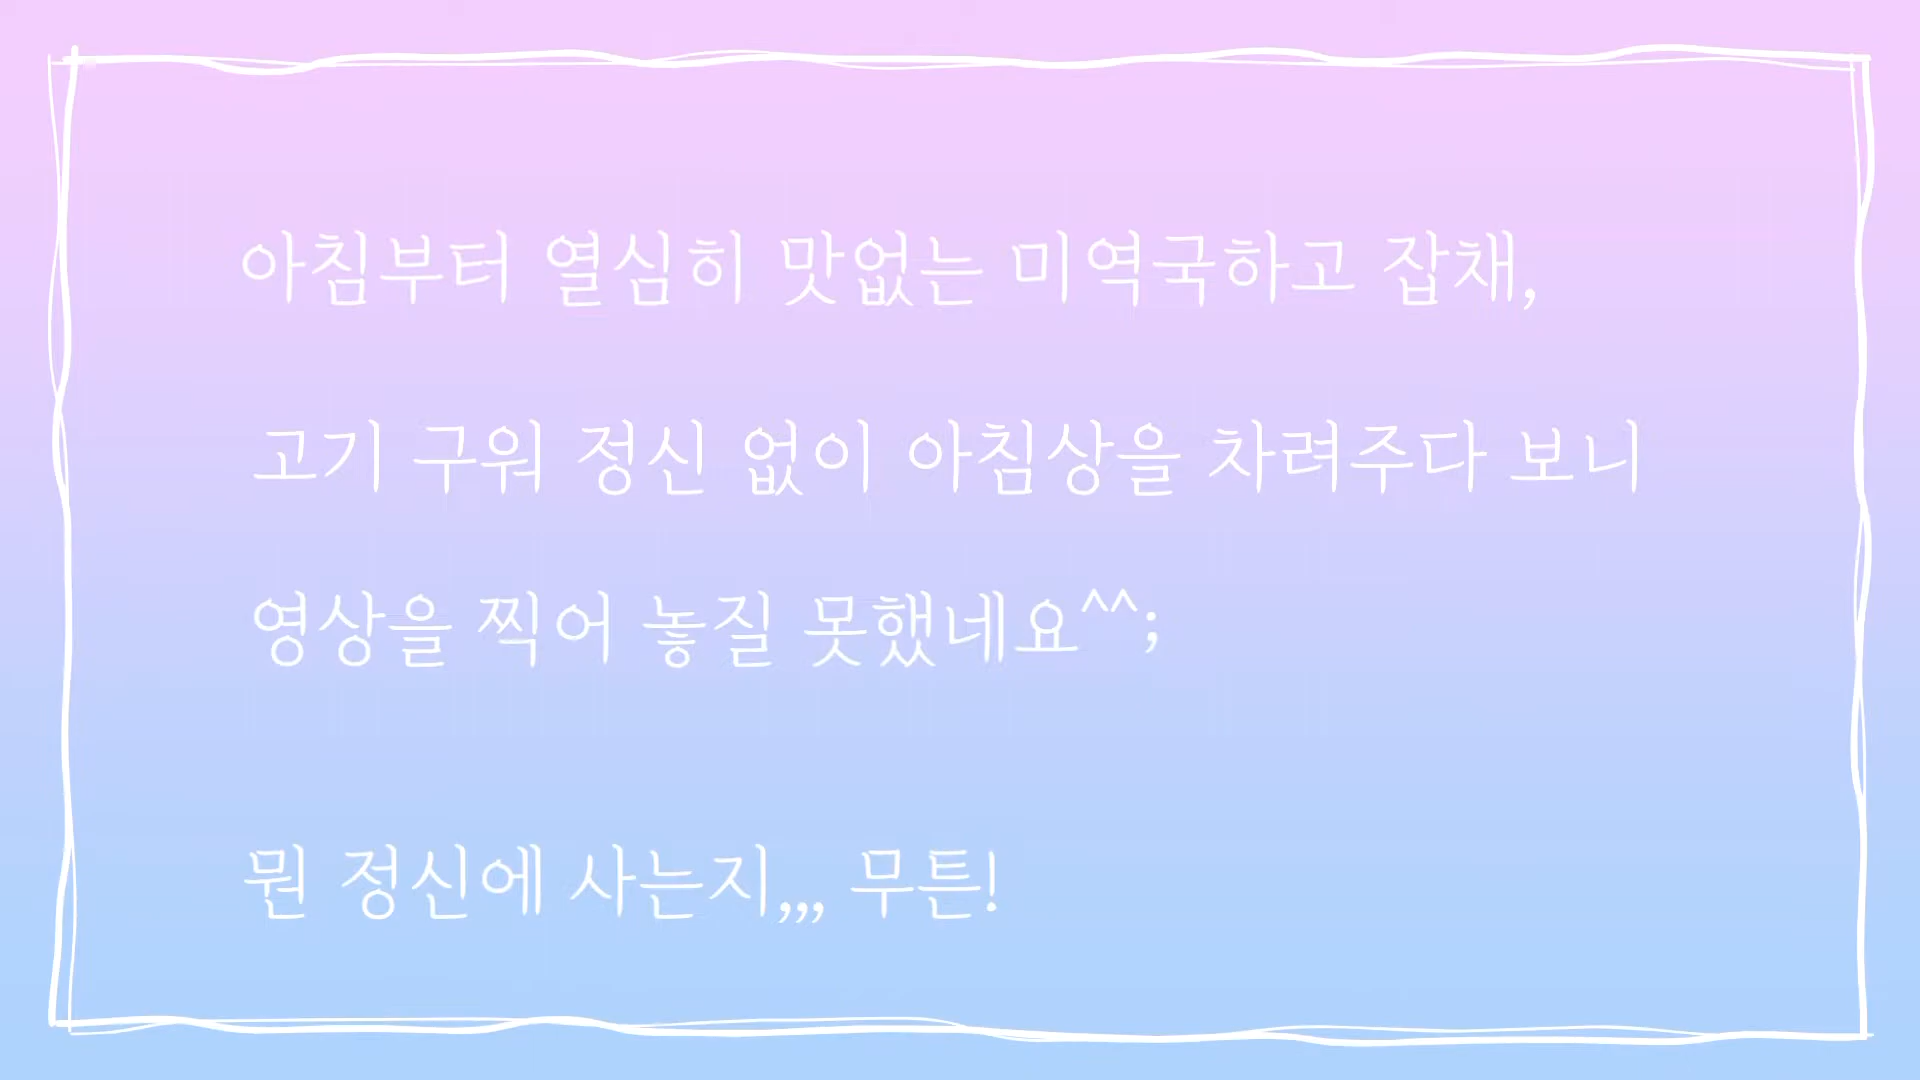 아침부터 열심히 맛없는 미역국하고 잡채,
고기 구워 정신 없이 아침상을 차려주다 보니
영상을 찍어 놓질 못했네요^^;
뭔 정신에 사는지,,, 무튼!